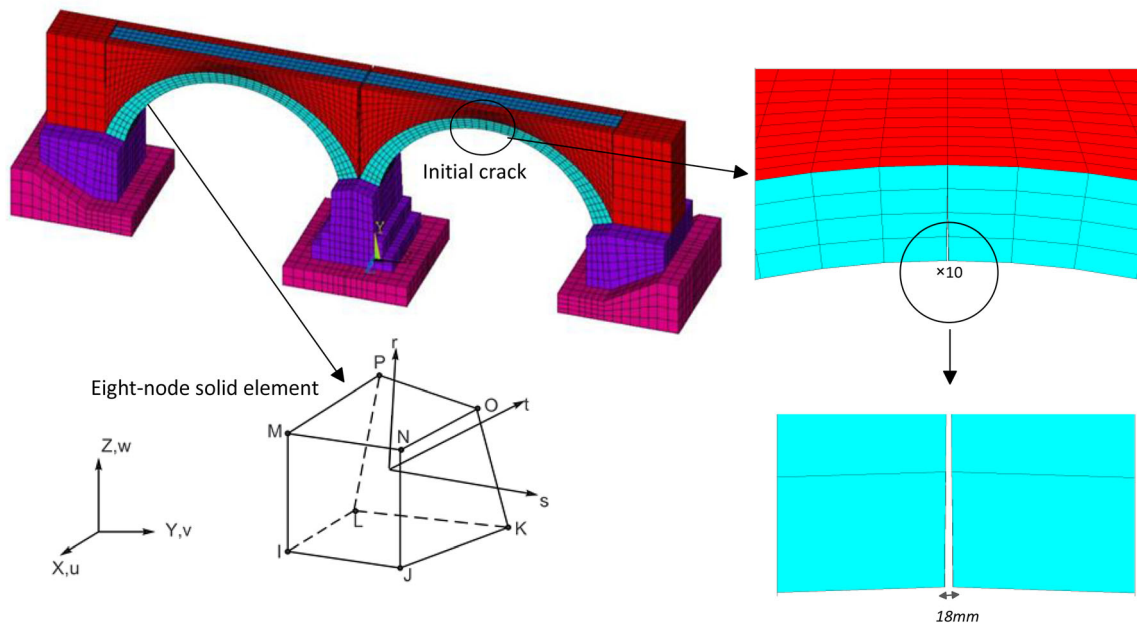 Y
Initial crack
×10
Eight-node solid element
r
P
t
O
M
N
Z,w
s
L
K
Y,v
I
X,u
J
18mm